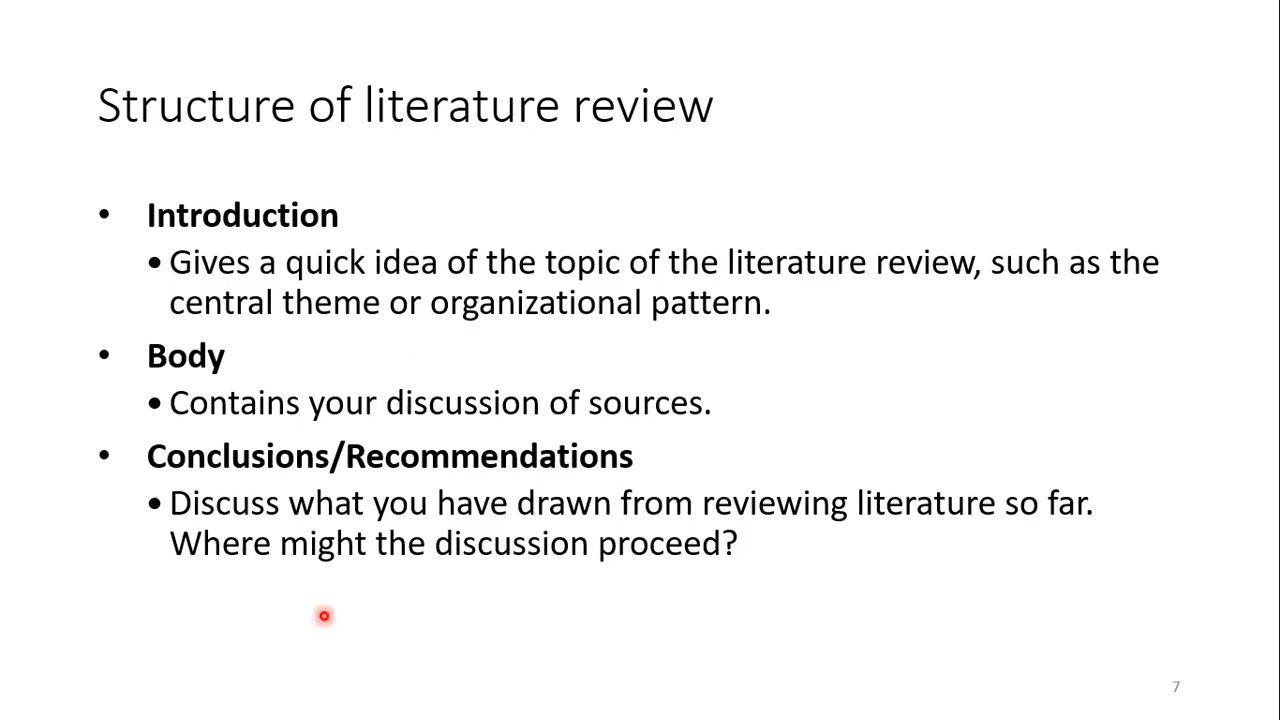 Structure of literature review
• Introduction
• Gives a quick idea of the topic of the literature review, such as the
central theme or organizational pattern.
• Body
• Contains your discussion of sources.
• Conclusions/Recommendations
• Discuss what you have drawn from reviewing literature so far.
Where might the discussion proceed?
7